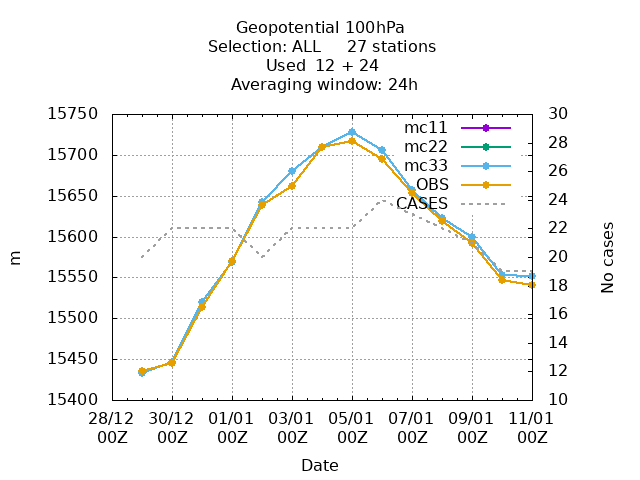 Geopotential 100hPa
Selection: ALL 27 stations
Used 12 + 24
Averaging window: 24h
15750
15700
15650
15600
15550
15500
15450
15400
30
28
26
24
22
20
18
16
14
12
10
mc11
mc22
mc33
OBS
CASES
m
No cases
28/12 30/12 01/01 03/01 05/01 07/01 09/01 11/01
00Z 00Z 00Z 00Z 00Z 00Z 00Z 00Z
Date